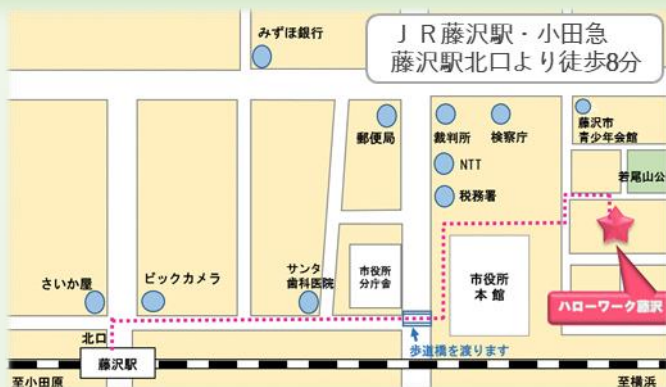 JR藤沢駅・小田急
藤沢駅北口より徒歩8分
みずほ銀行
郵便局
裁判所
検察庁
藤沢市
青少年会館
NTT
若尾山公
税務署
さいか屋
ビックカメラ
サンタ
歯科医院
市役所
分庁舎
市役所
本館
ハローワーク藤沢
北口
歩道橋を渡ります
藤沢駅
至小田原
至横浜